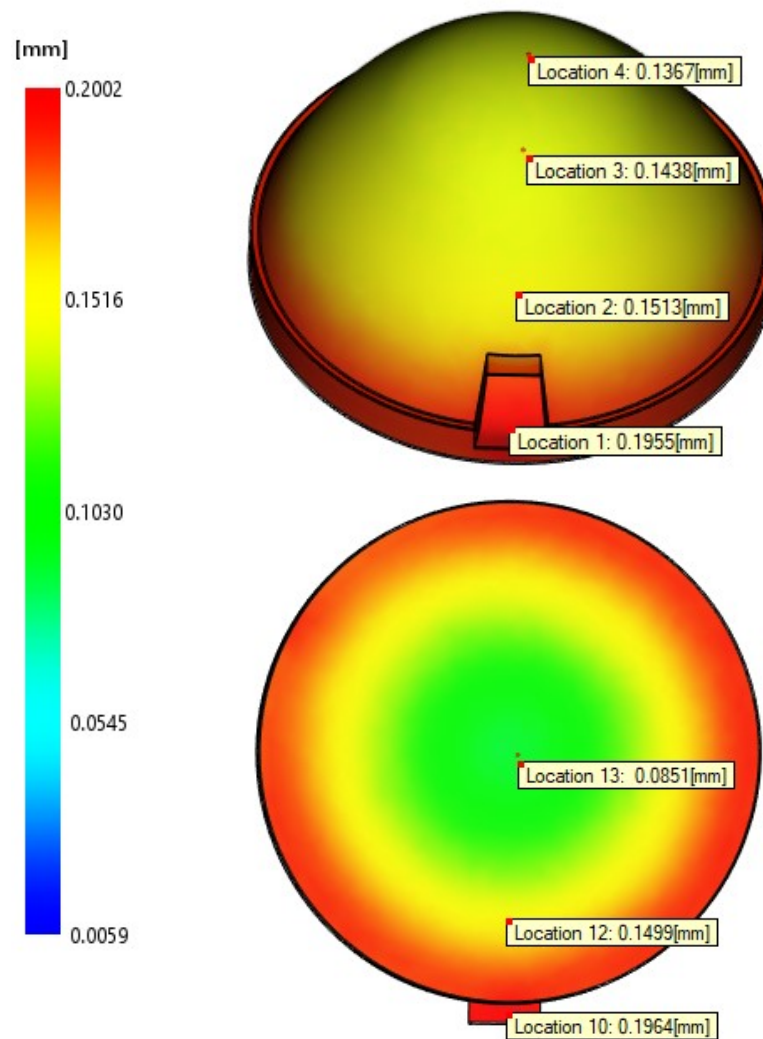 [mm]
0.2002
0.1516
0.1030
0.0545
0.0059
Location 4: 0.1367[mm]
Location 3: 0.1438[mm]
Location 2: 0.1513[mm]
Location 1: 0.1955[mm]
Location 13: 0.0851[mm]
Location 12: 0.1499[mm]
Location 10: 0.1964[mm]